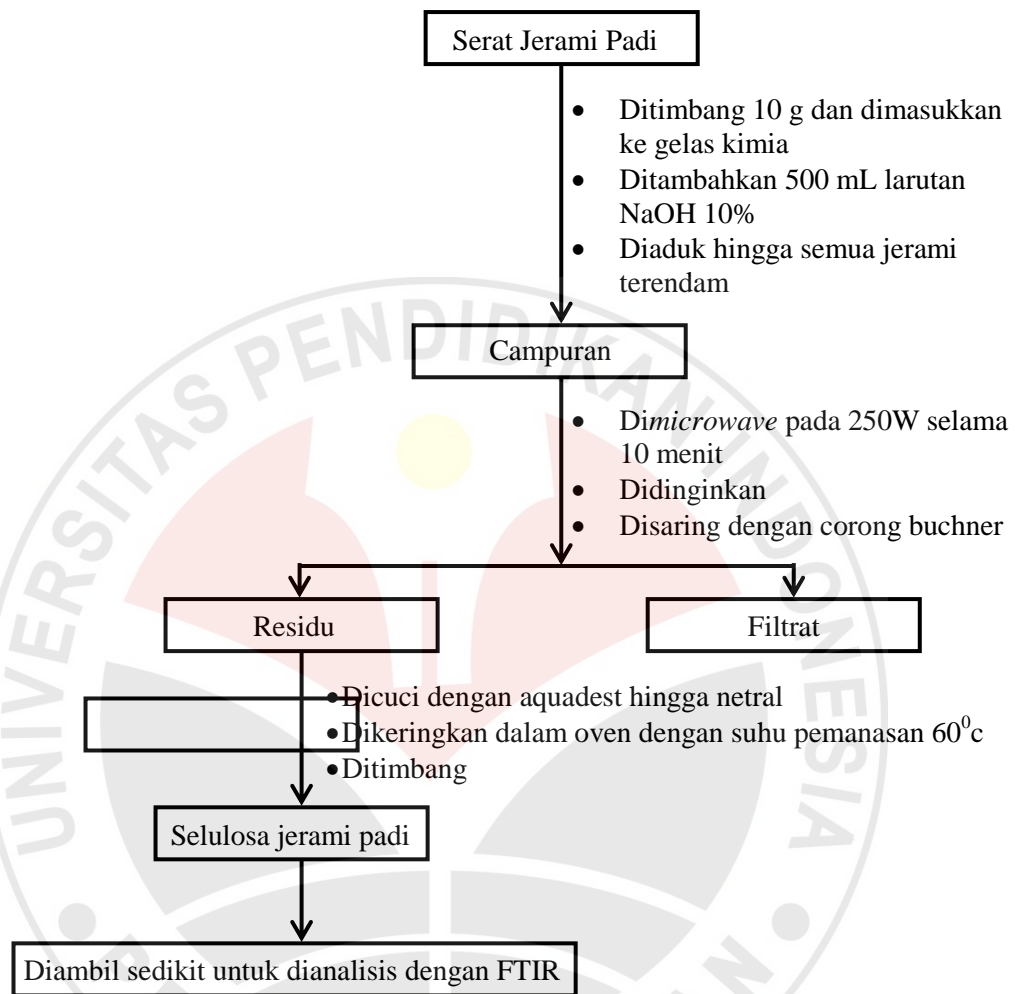 Serat Jerami Padi
• Ditimbang 10 g dan dimasukkan
ke gelas kimia
• Ditambahkan 500 mL larutan
NaOH 10%
• Diaduk hingga semua jerami
terendam
Campuran
• Dimicrowave pada 250W selama
10 menit
• Didinginkan
• Disaring dengan corong buchner
Residu
Filtrat
• Dicuci dengan aquadest hingga netral
• Dikeringkan dalam oven dengan suhu pemanasan 60⁰c
• Ditimbang
Selulosa jerami padi
Diambil sedikit untuk dianalisis dengan FTIR
UNIVERSITAS PENDIDIKAN INDONESIA